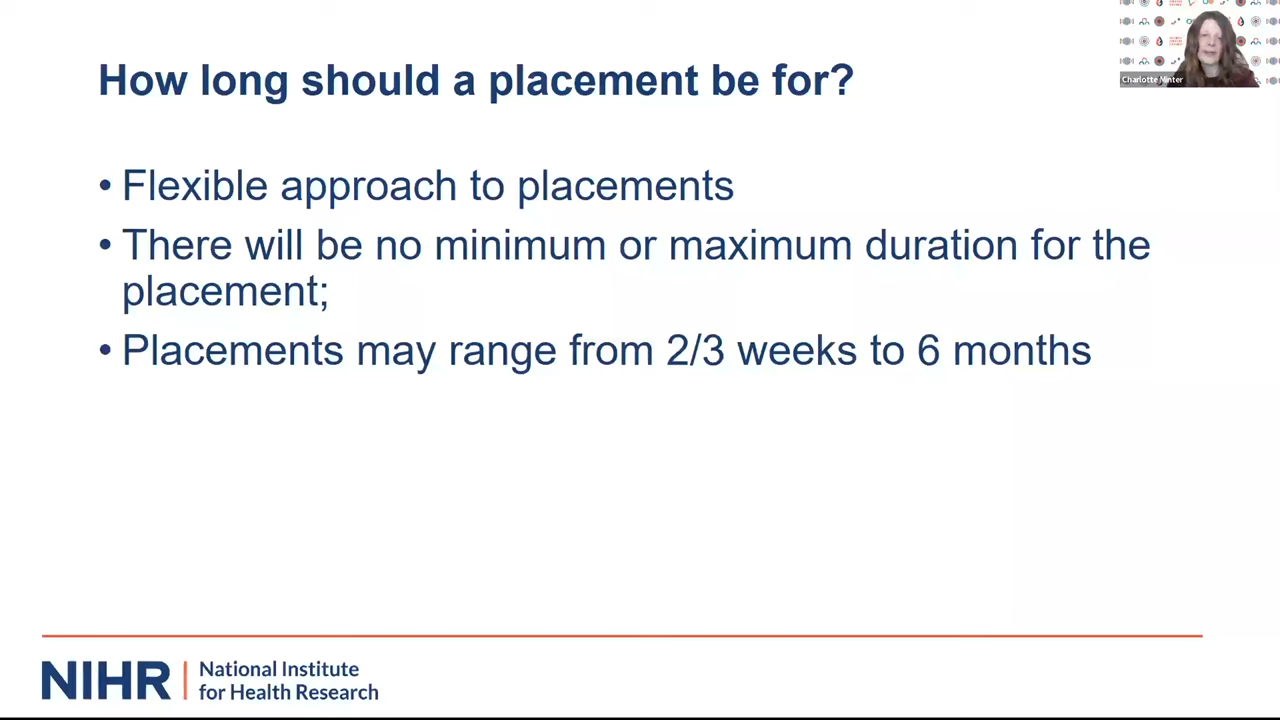 How long should a placement be for?
Charlotte Minter
• Flexible approach to placements
• There will be no minimum or maximum duration for the
placement;
• Placements may range from 2/3 weeks to 6 months
NIHR | National Institute
for Health Research